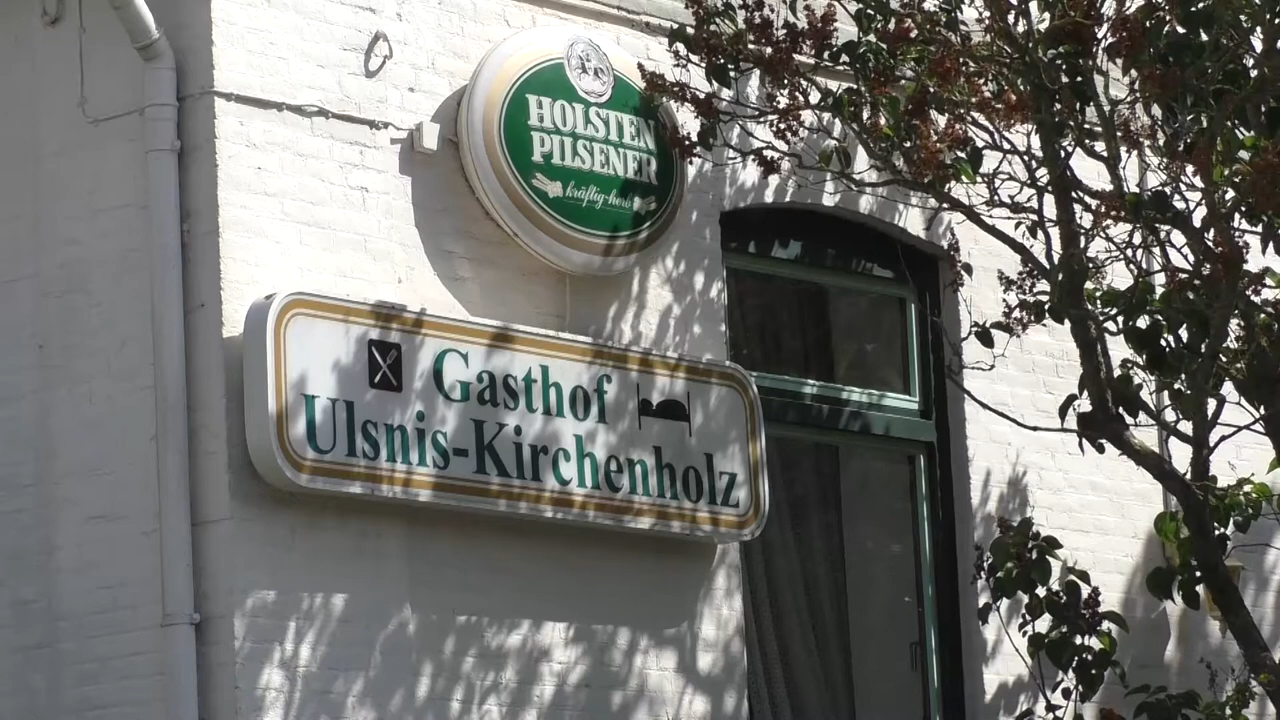 HOLSTEN
PILSENER
kräftig-herb
Gasthof
Ulsnis-Kirchenholz